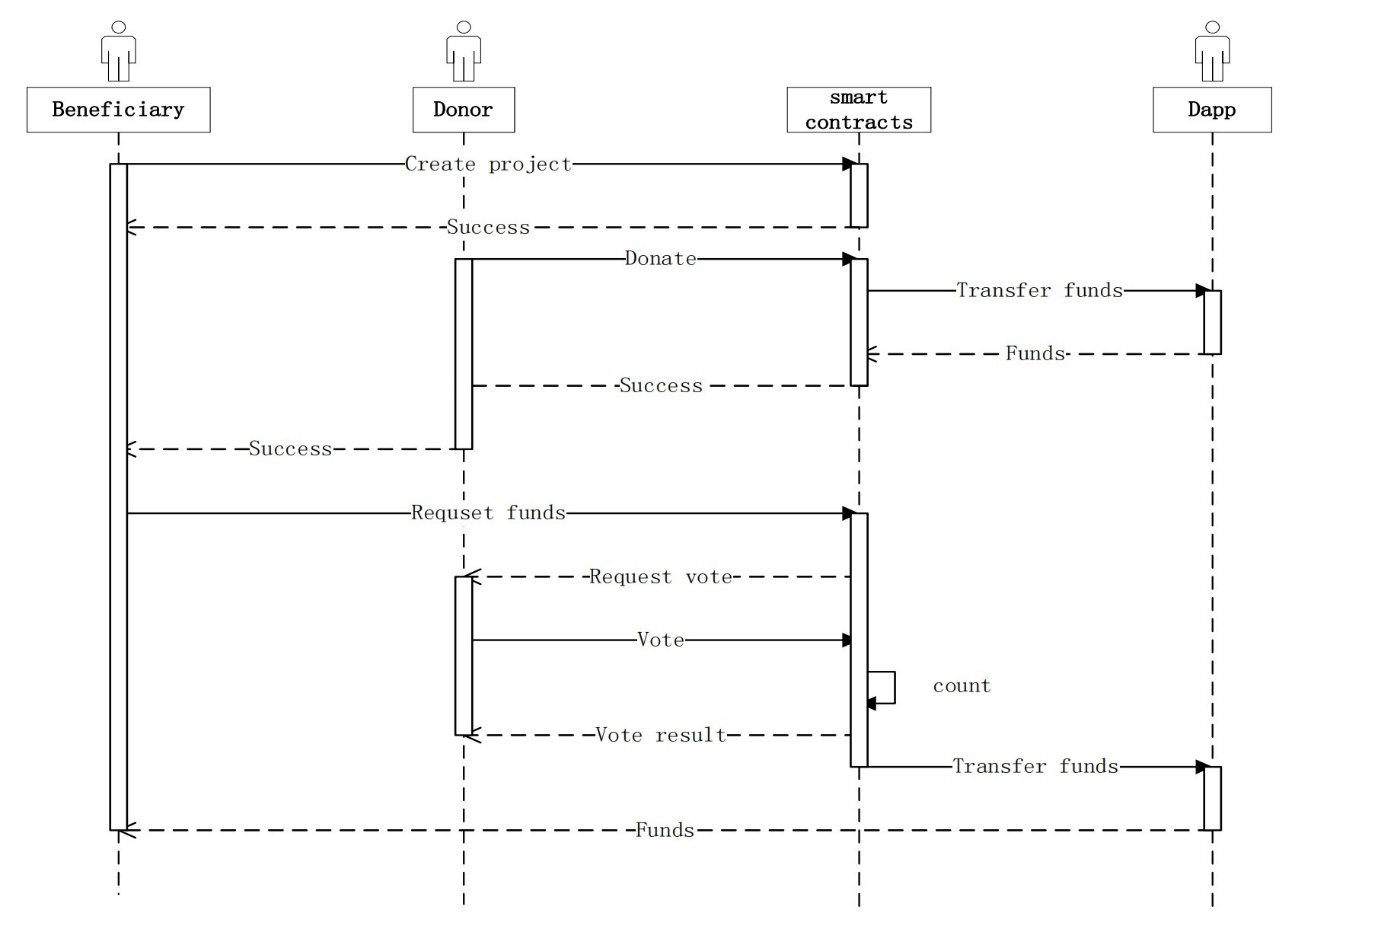 Beneficiary
Donor
smart
contracts
Dapp
Create project
Success
Donate
Transfer funds
Funds
Success
Success
Requset funds
Request vote
Vote
count
Vote result
Transfer funds
Funds